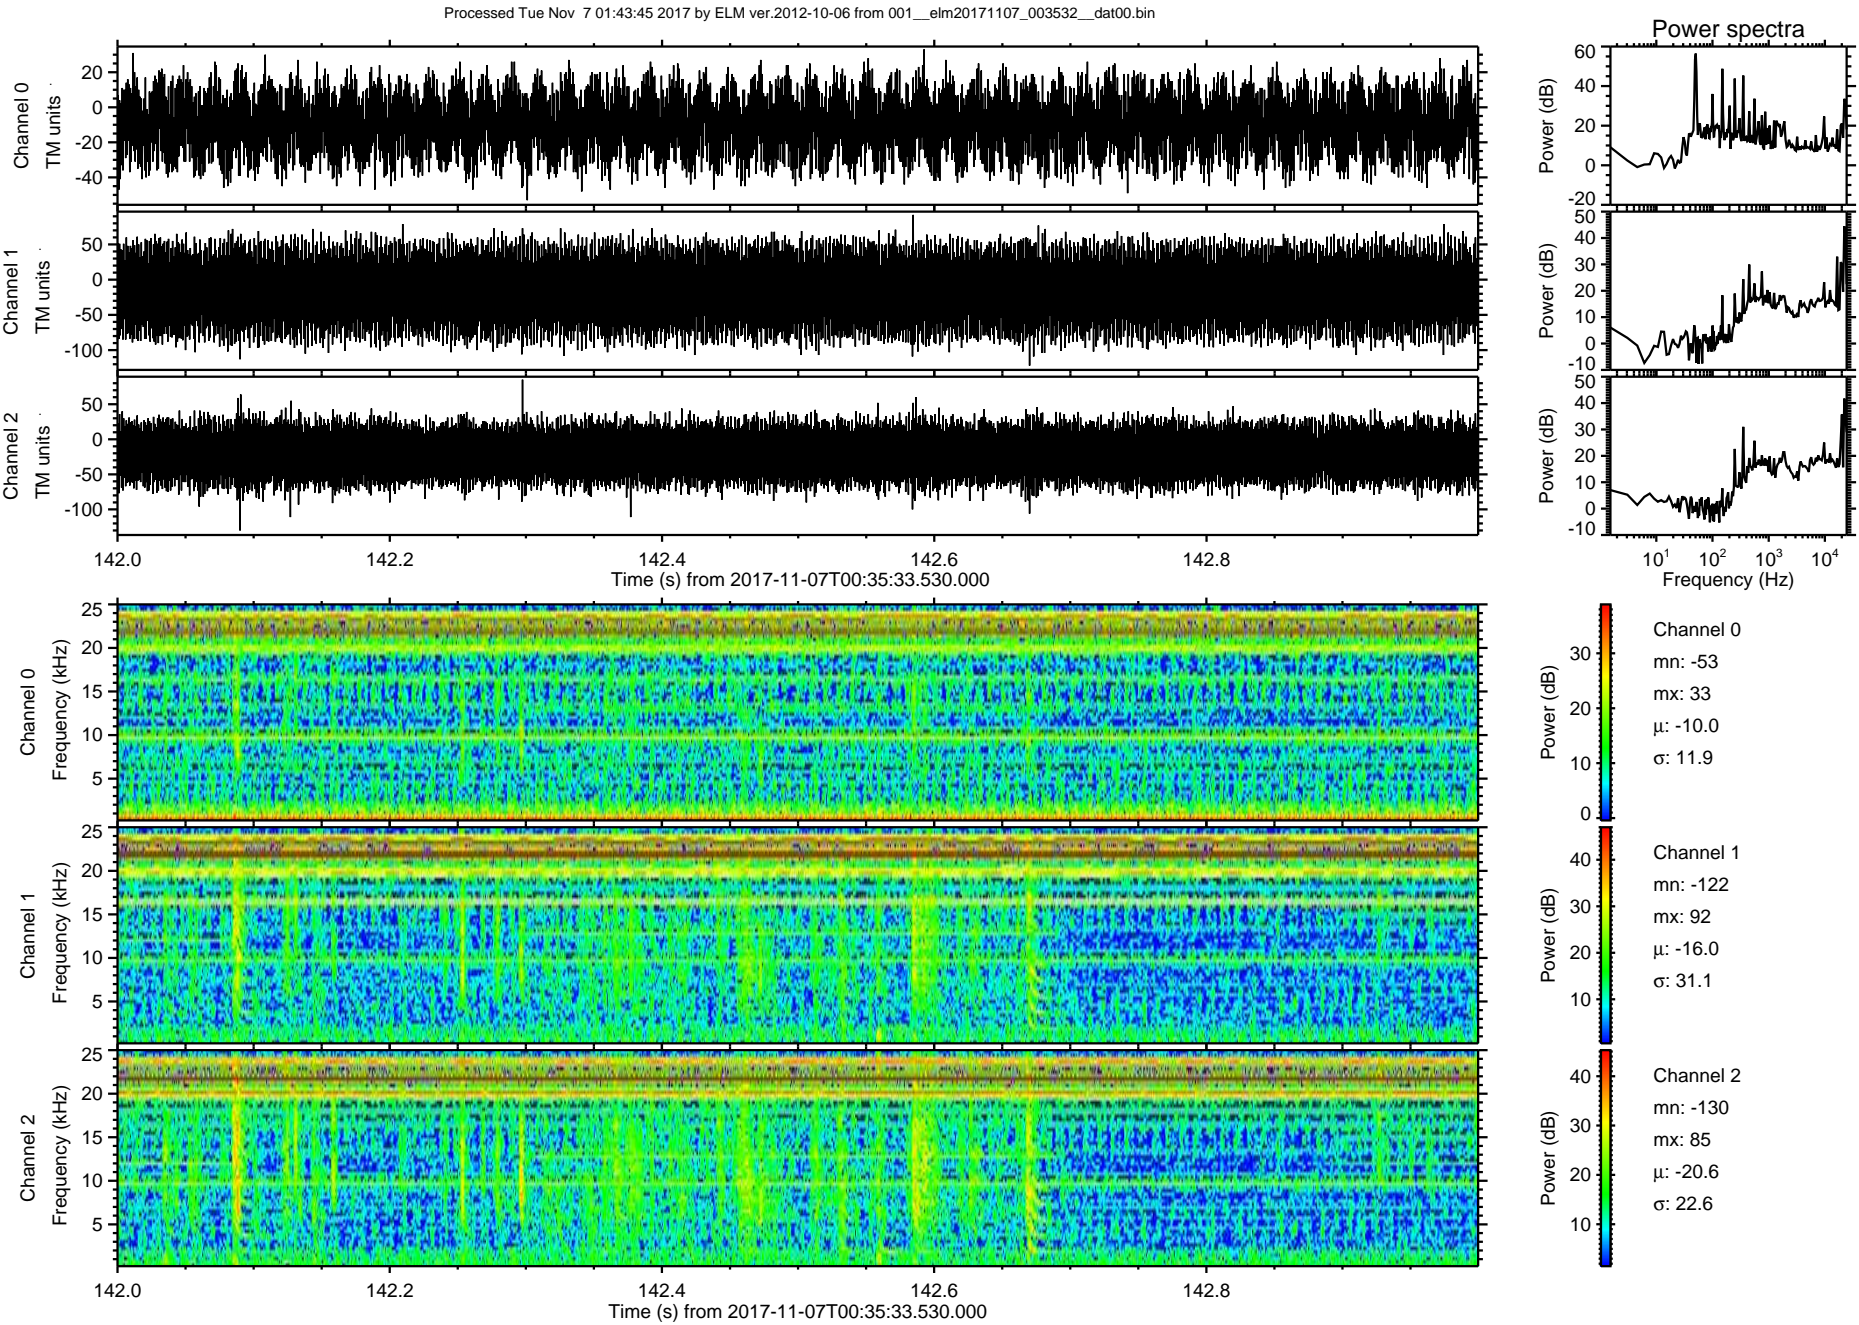 Processed Tue Nov  7 01:43:45 2017 by ELM ver.2012-10-06 from 001__elm20171107_003532__dat00.bin
Power spectra
Channel 0
TM units
20
0
-20
-40
Power (dB)
60
40
20
0
-20
Channel 1
TM units
50
0
-50
-100
Power (dB)
50
40
30
20
10
0
-10
Channel 2
TM units
50
0
-50
-100
Power (dB)
50
40
30
20
10
0
-10
142.0
142.2
142.4
142.6
142.8
Time (s) from 2017-11-07T00:35:33.530.000
10^1
10^2
10^3
10^4
Frequency (Hz)
Channel 0
Frequency (kHz)
25
20
15
10
5
Power (dB)
30
20
10
0
Channel 0
mn: -53
mx: 33
μ: -10.0
σ: 11.9
Channel 1
Frequency (kHz)
25
20
15
10
5
Power (dB)
40
30
20
10
Channel 1
mn: -122
mx: 92
μ: -16.0
σ: 31.1
Channel 2
Frequency (kHz)
25
20
15
10
5
Power (dB)
40
30
20
10
Channel 2
mn: -130
mx: 85
μ: -20.6
σ: 22.6
142.0
142.2
142.4
142.6
142.8
Time (s) from 2017-11-07T00:35:33.530.000